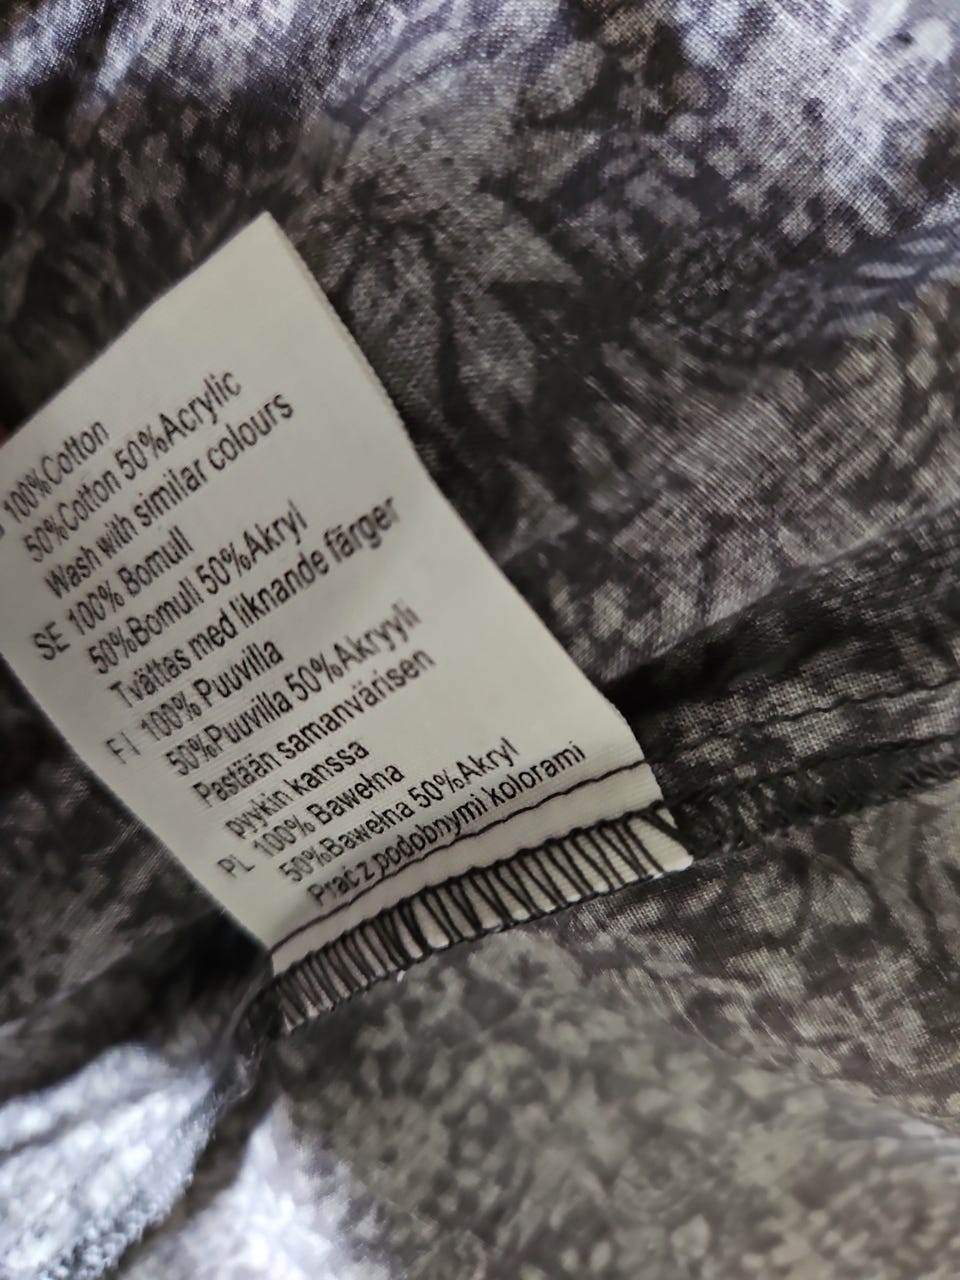 100%Cotton
50%Cotton 50%Acrylic
Wash with similar colours
SE 100% Bomull
50%Bomull 50%Akryl
Tvättas med liknande färger
FI 100% Puuvilla
50%Puuvilla 50%Akryyli
Pastään samanvärisen
pyykin kanssa
PL 100% Bawełna
50%Bawełna 50%Akryl
Prać z podobnymi kolorami